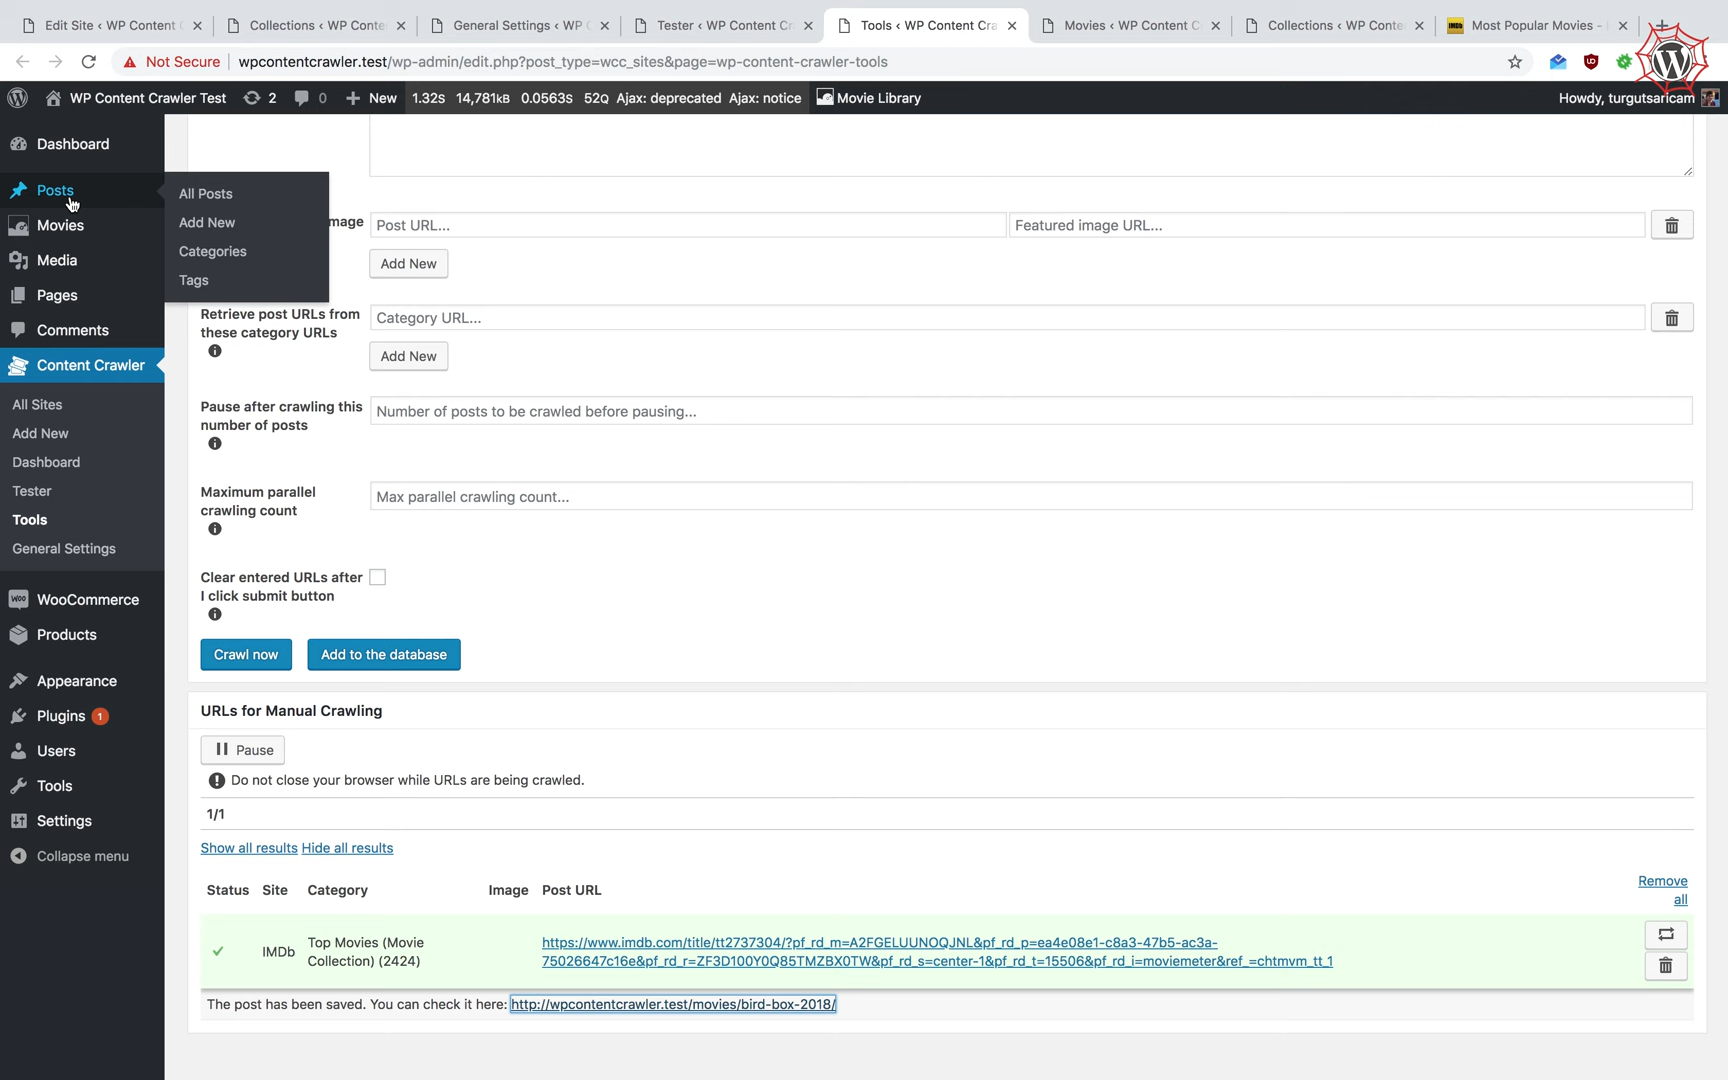 Edit Site ‹ WP Content
Collections ‹ WP Conte
General Settings ‹ WP
Tester ‹ WP Content Cr
Tools ‹ WP Content Cra
Movies ‹ WP Content C
Collections ‹ WP Conte
IMDb Most Popular Movies -
Not Secure wpcontentcrawler.test/wp-admin/edit.php?post_type=wcc_sites&page=wp-content-crawler-tools
WP Content Crawler Test 2 0 New 1.32s 14,781kB 0.0563s 52Q Ajax: deprecated Ajax: notice Movie Library Howdy, turgutsaricam
Dashboard
Posts
Movies
Media
Pages
Comments
Content Crawler
All Sites
Add New
Dashboard
Tester
Tools
General Settings
WooCommerce
Products
Appearance
Plugins 1
Users
Tools
Settings
Collapse menu
All Posts
Add New
Categories
Tags
mage Post URL... Featured image URL...
Add New
Retrieve post URLs from
these category URLs
Category URL...
Add New
Pause after crawling this
number of posts
Number of posts to be crawled before pausing...
Maximum parallel
crawling count
Max parallel crawling count...
Clear entered URLs after
I click submit button
Crawl now Add to the database
URLs for Manual Crawling
Pause
Do not close your browser while URLs are being crawled.
1/1
Show all results Hide all results
Status Site Category Image Post URL Remove
all
IMDb
Top Movies (Movie
Collection) (2424)
https://www.imdb.com/title/tt2737304/?pf_rd_m=A2FGELUUNOQJNL&pf_rd_p=ea4e08e1-c8a3-47b5-ac3a-
75026647c16e&pf_rd_r=ZF3D100Y0Q85TMZBX0TW&pf_rd_s=center-1&pf_rd_t=15506&pf_rd_i=moviemeter&ref_=chtmvm_tt_1
The post has been saved. You can check it here: http://wpcontentcrawler.test/movies/bird-box-2018/